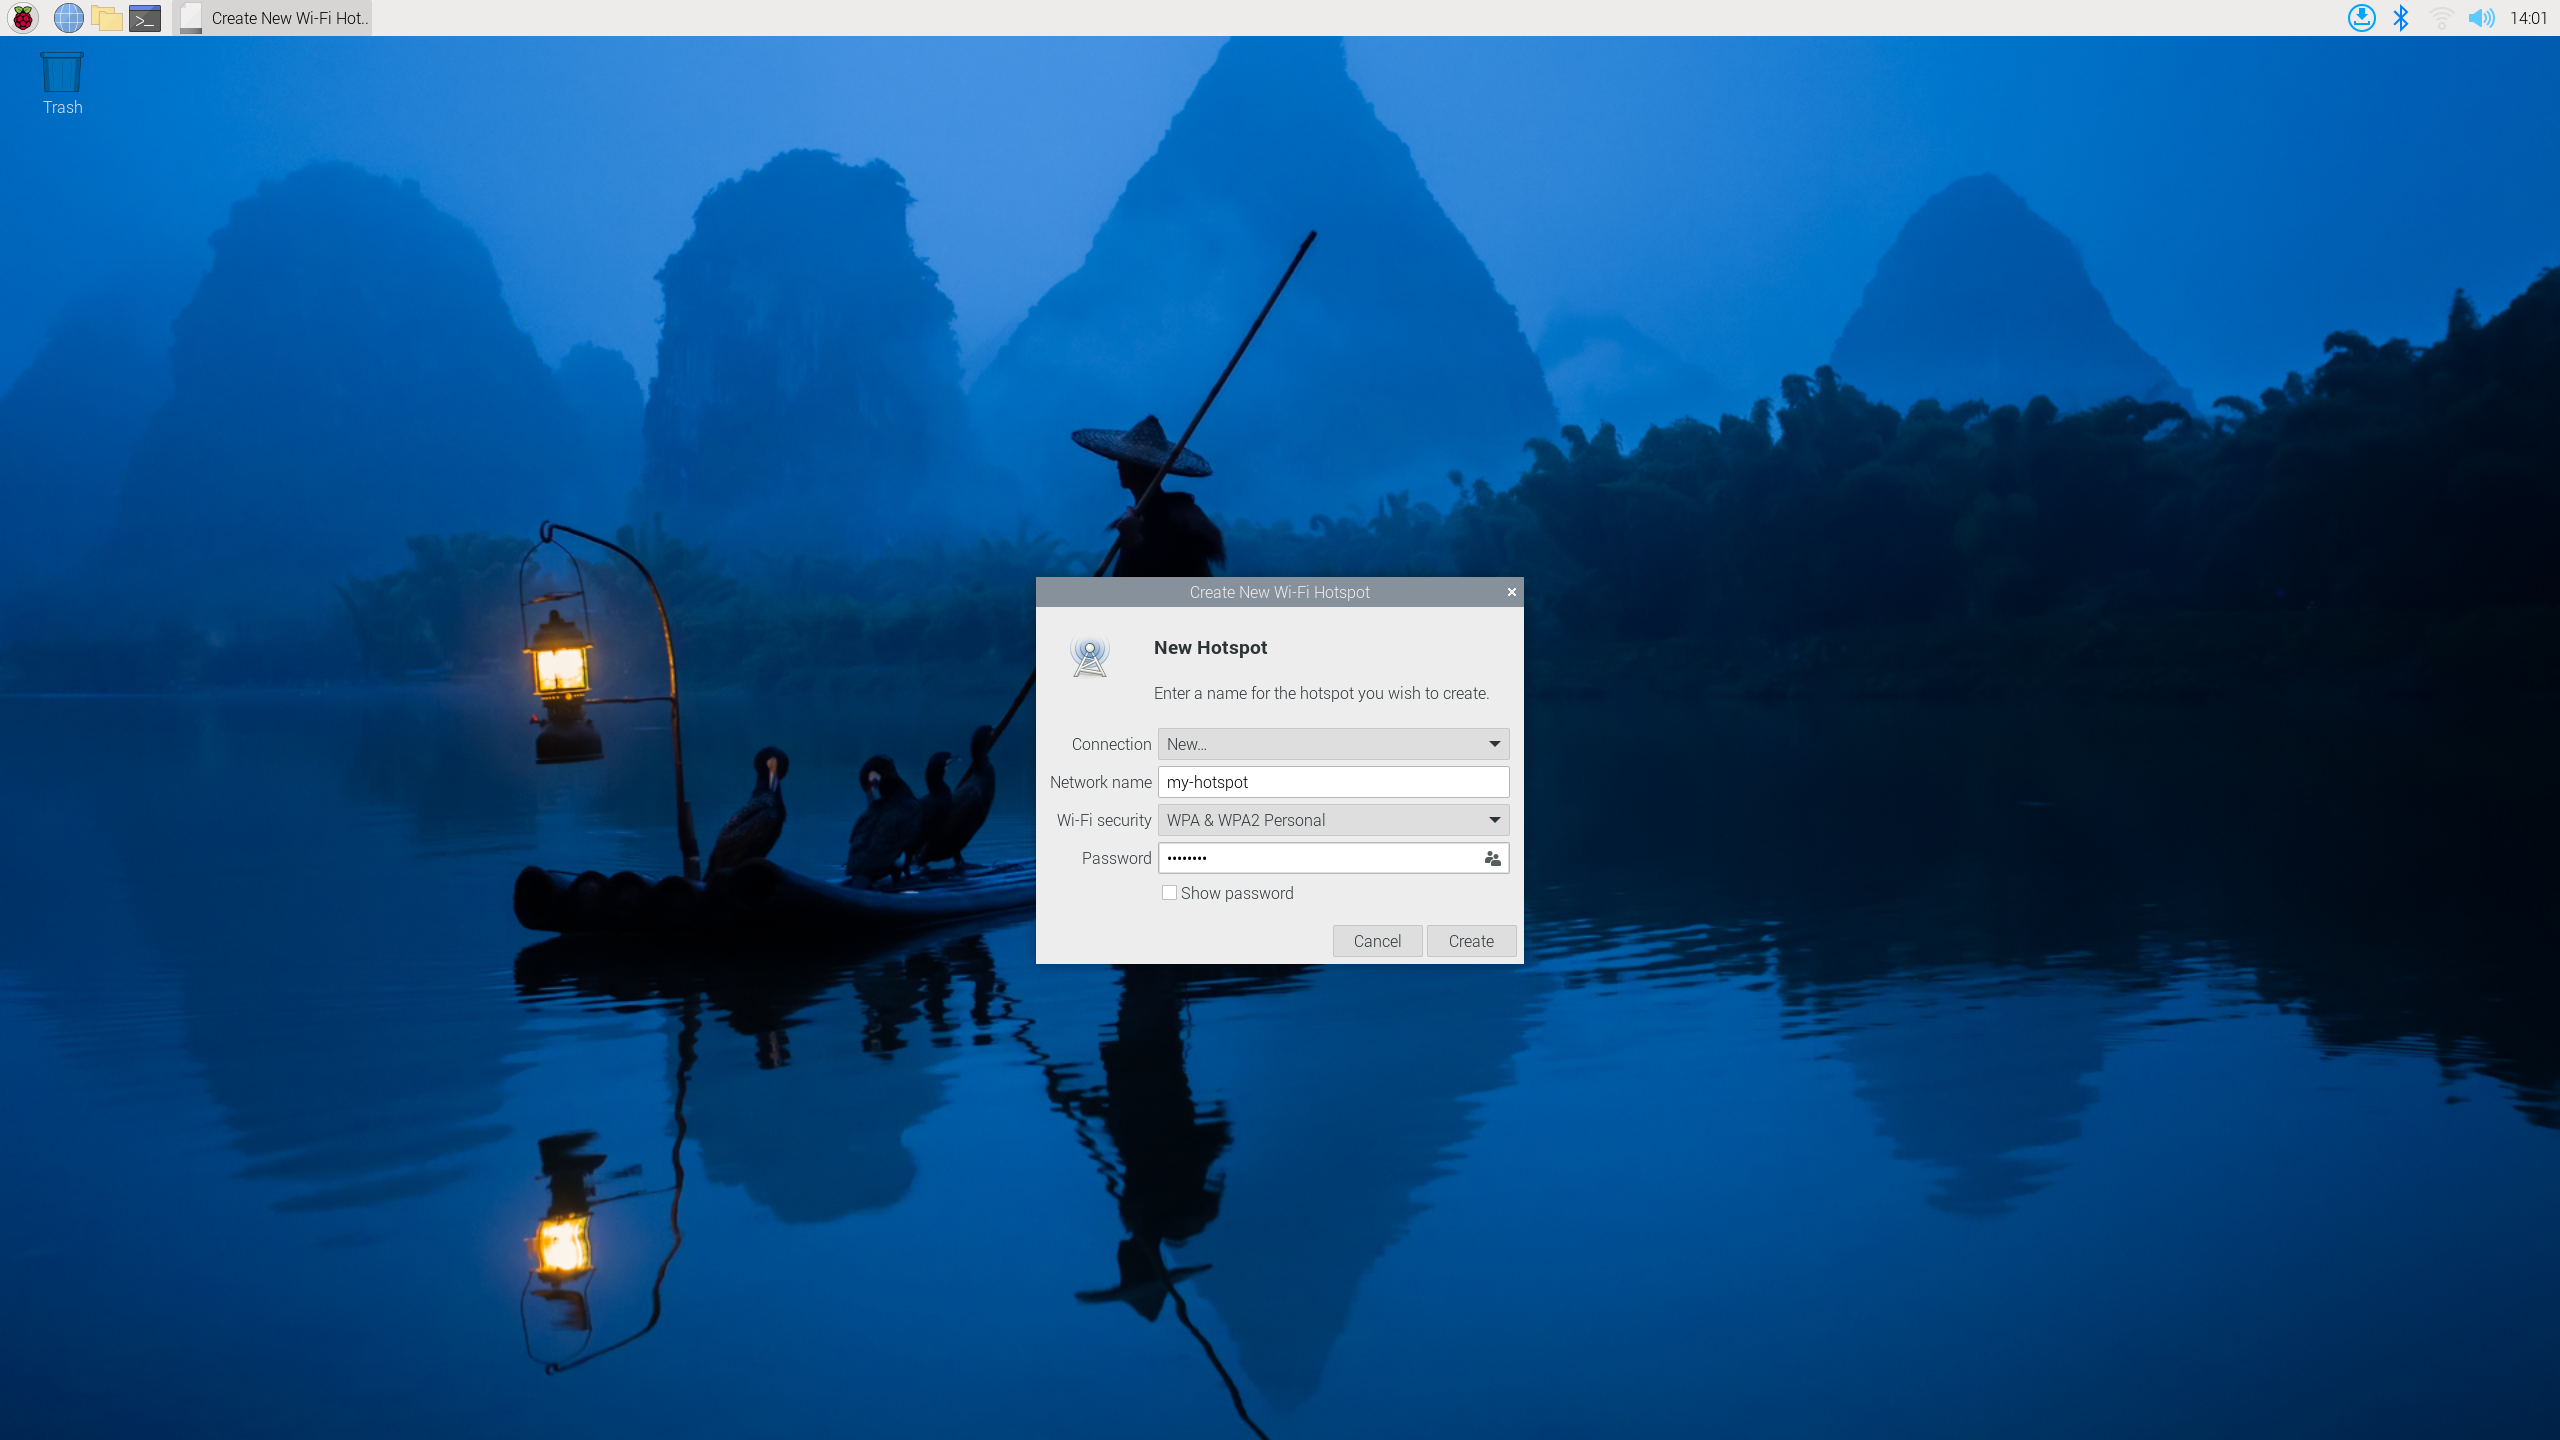 Create New Wi-Fi Hot..
14:01
Trash
Create New Wi-Fi Hotspot
New Hotspot
Enter a name for the hotspot you wish to create.
Connection New...
Network name my-hotspot
Wi-Fi security WPA & WPA2 Personal
Password ••••••••
Show password
Cancel Create